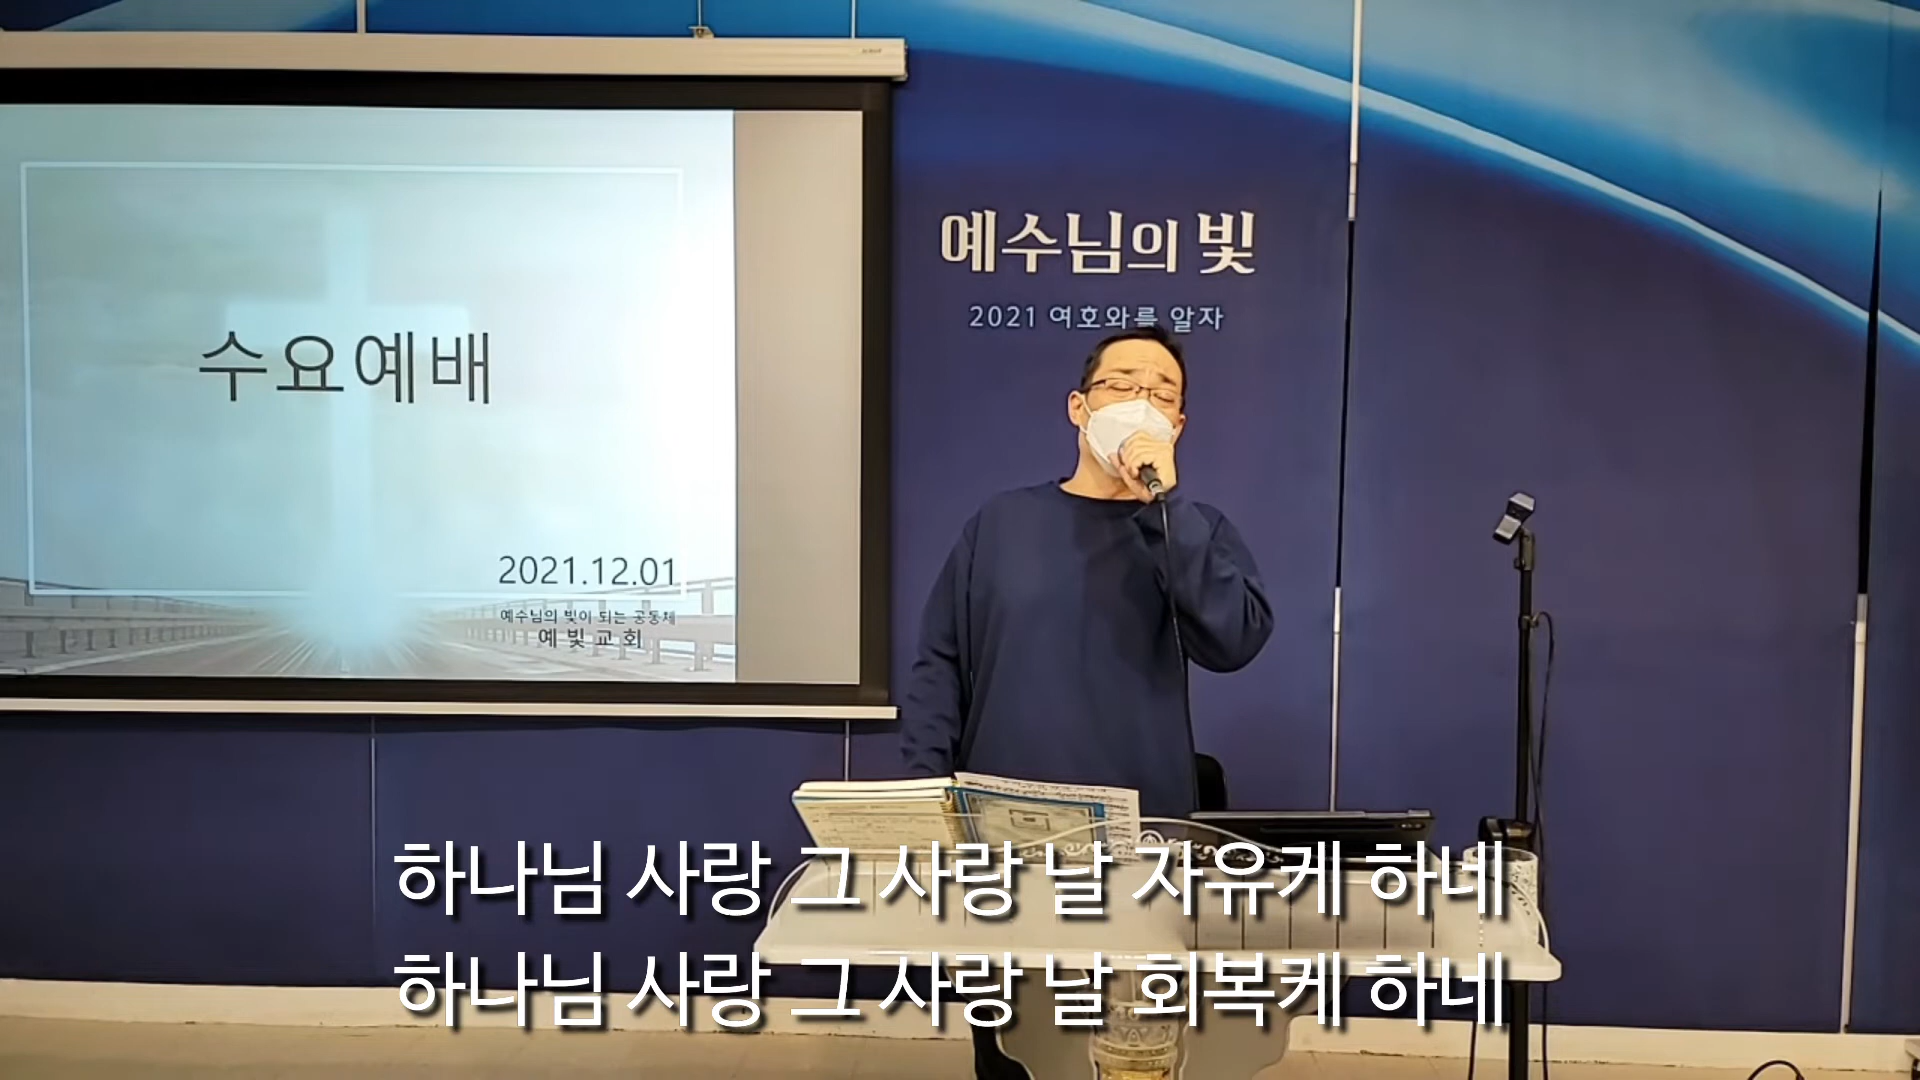 수요예배
2021.12.01
예수님의 빛이 되는 공동체
예빛교회
예수님의 빛
2021 여호와를 알자
하나님 사랑 그 사랑 날 자유케 하네
하나님 사랑 그 사랑 날 회복케 하네